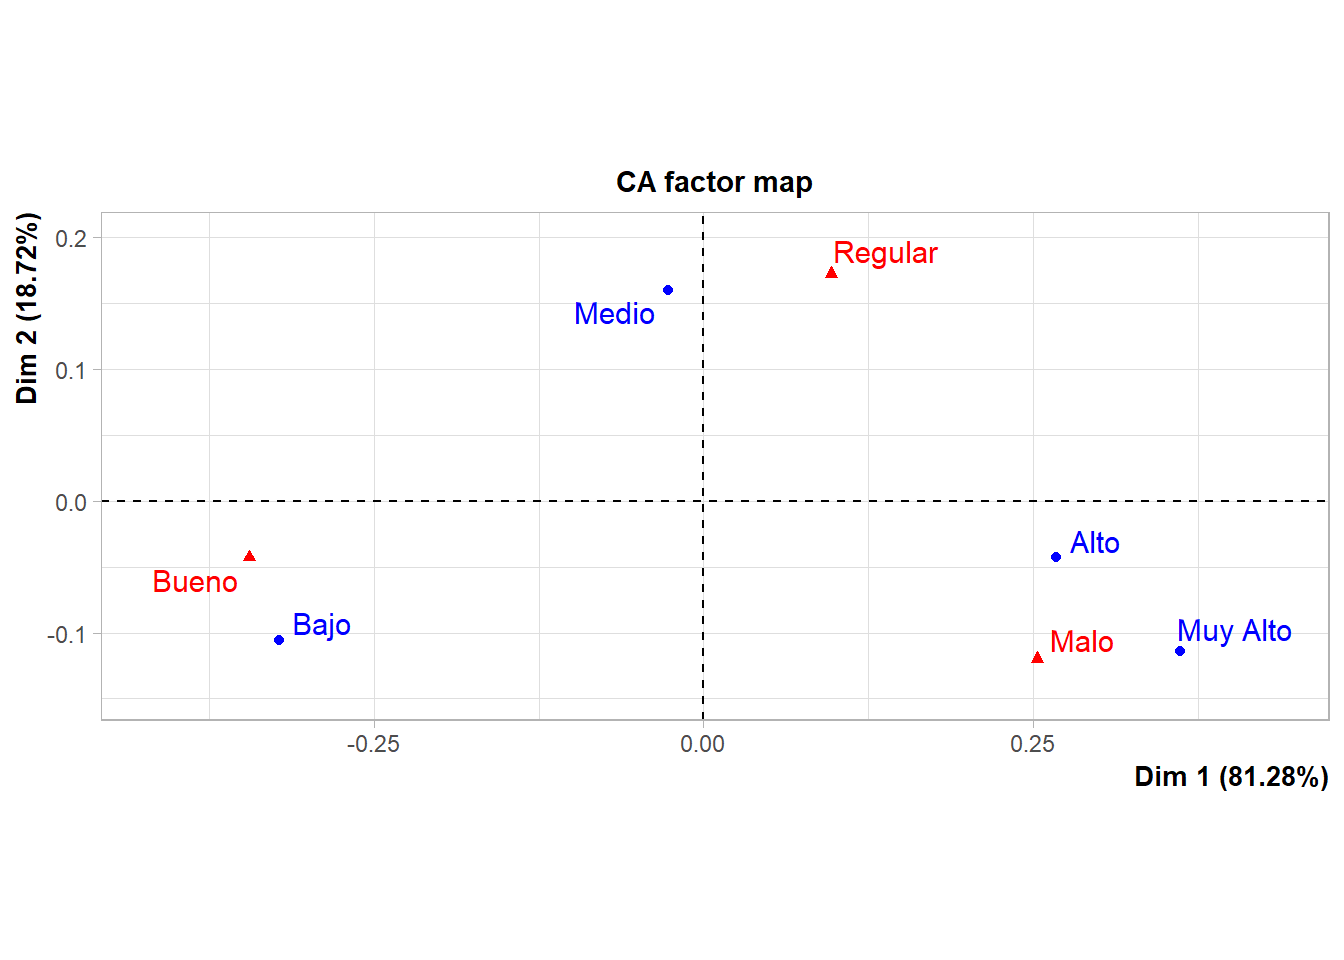 CA factor map
Dim 2 (18.72%)
0.2
0.1
0.0
-0.1
Regular
Medio
Alto
Bueno
Bajo
Muy Alto
Malo
-0.25
0.00
0.25
Dim 1 (81.28%)